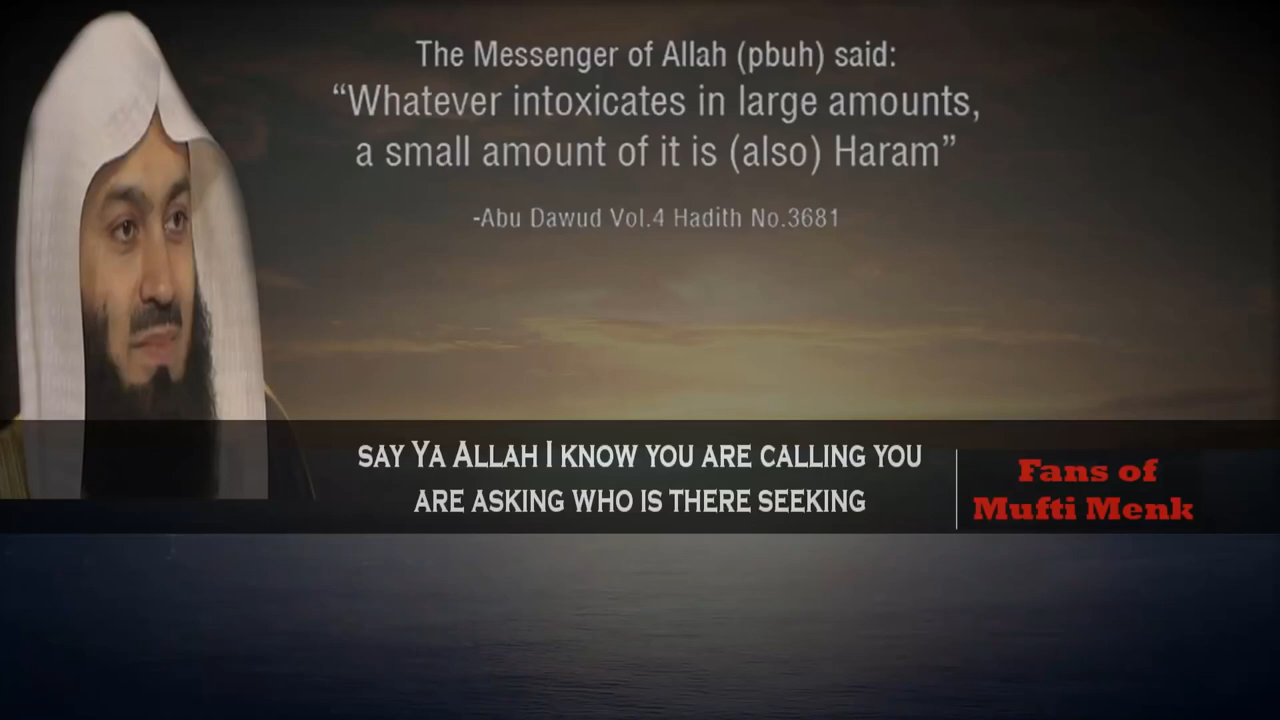 The Messenger of Allah (pbuh) said:
“Whatever intoxicates in large amounts,
a small amount of it is (also) Haram”
-Abu Dawud Vol.4 Hadith No.3681
SAY YA ALLAH I KNOW YOU ARE CALLING YOU
ARE ASKING WHO IS THERE SEEKING
Fans of
Mufti Menk